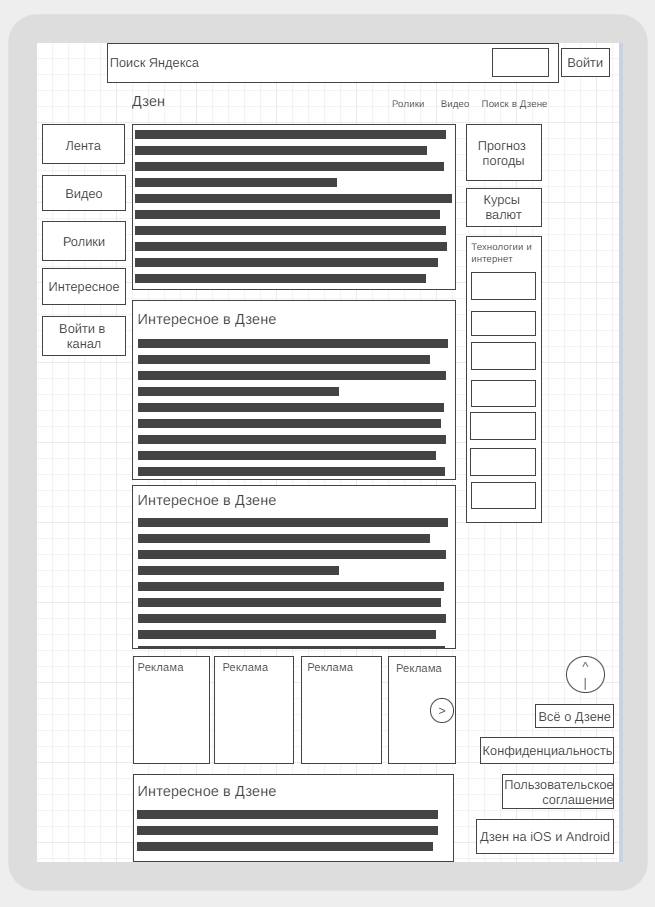 Поиск Яндекса
Войти
Дзен
Ролики
Видео
Поиск в Дзене
Лента
Видео
Ролики
Интересное
Войти в
канал
Прогноз
погоды
Курсы
валют
Технологии и
интернет
Интересное в Дзене
Интересное в Дзене
Реклама
Реклама
Реклама
Реклама
>
^
|
Всё о Дзене
Конфиденциальность
Пользовательское
соглашение
Дзен на iOS и Android
Интересное в Дзене